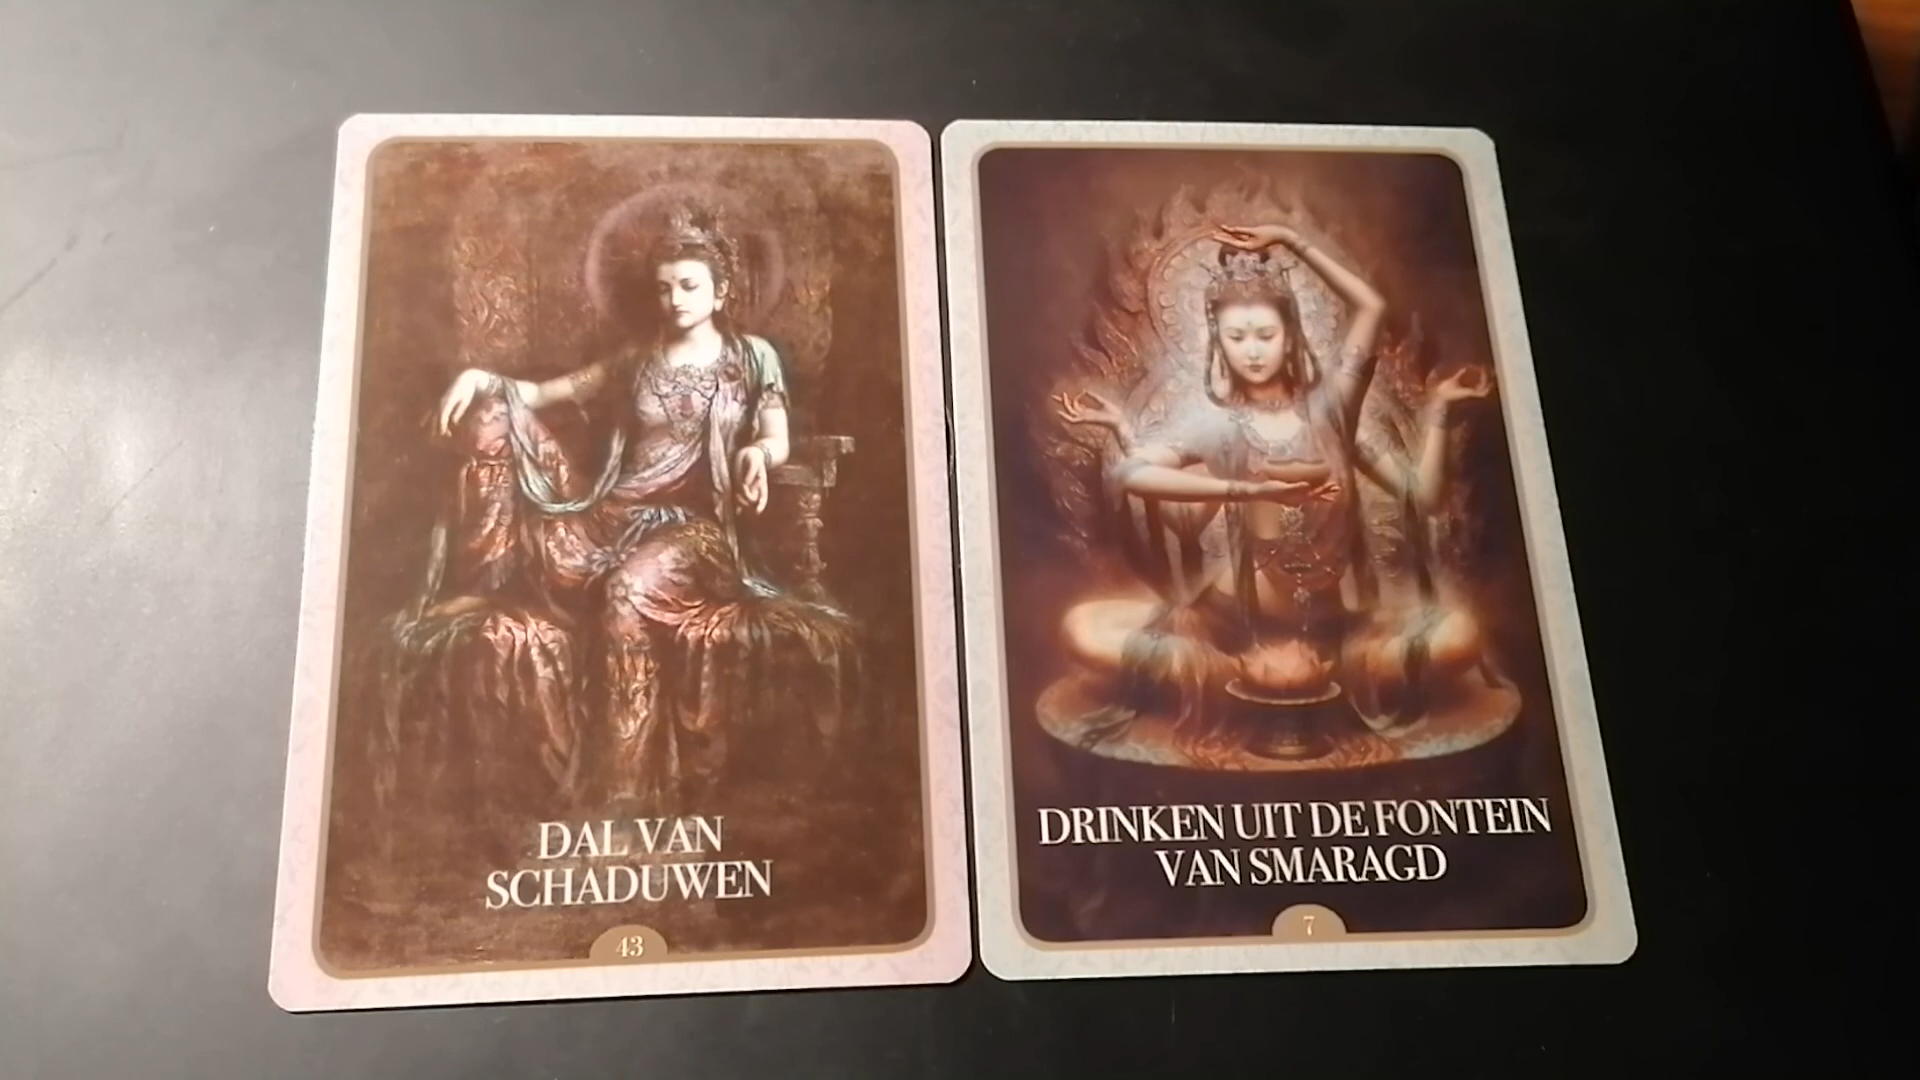 DAL VAN
SCHADUWEN
43
DRINKEN UIT DE FONTEIN
VAN SMARAGD
7